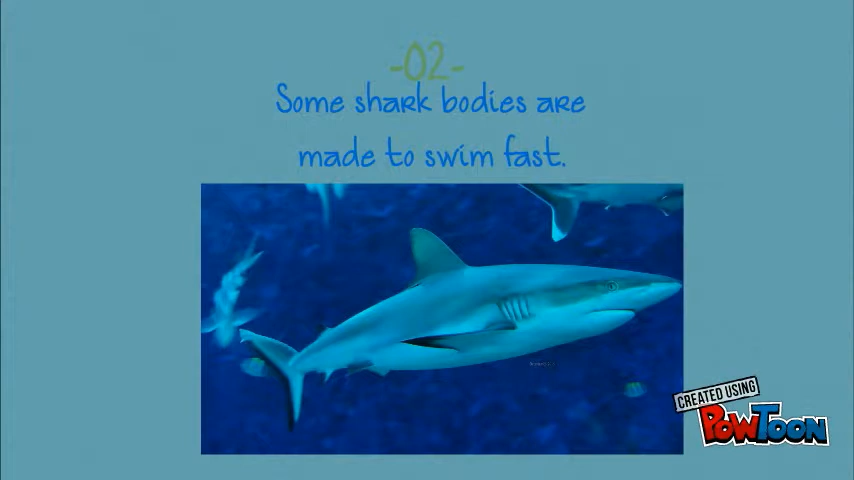 -02-
Some shark bodies are
made to swim fast.
CREATED USING
POWTOON